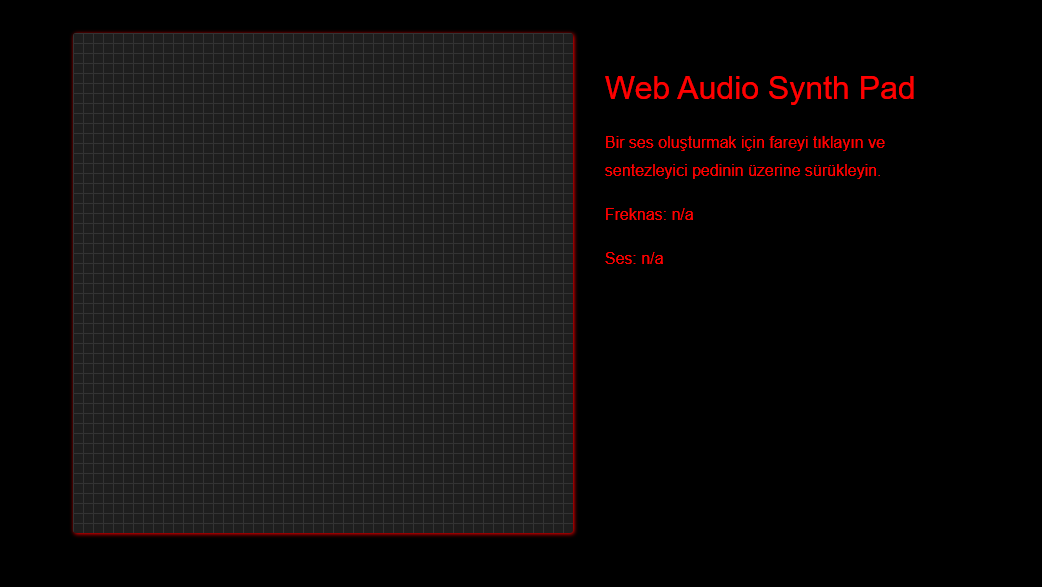 Web Audio Synth Pad
Bir ses oluşturmak için fareyi tıklayın ve
sentezleyici pedinin üzerine sürükleyin.
Freknas: n/a
Ses: n/a